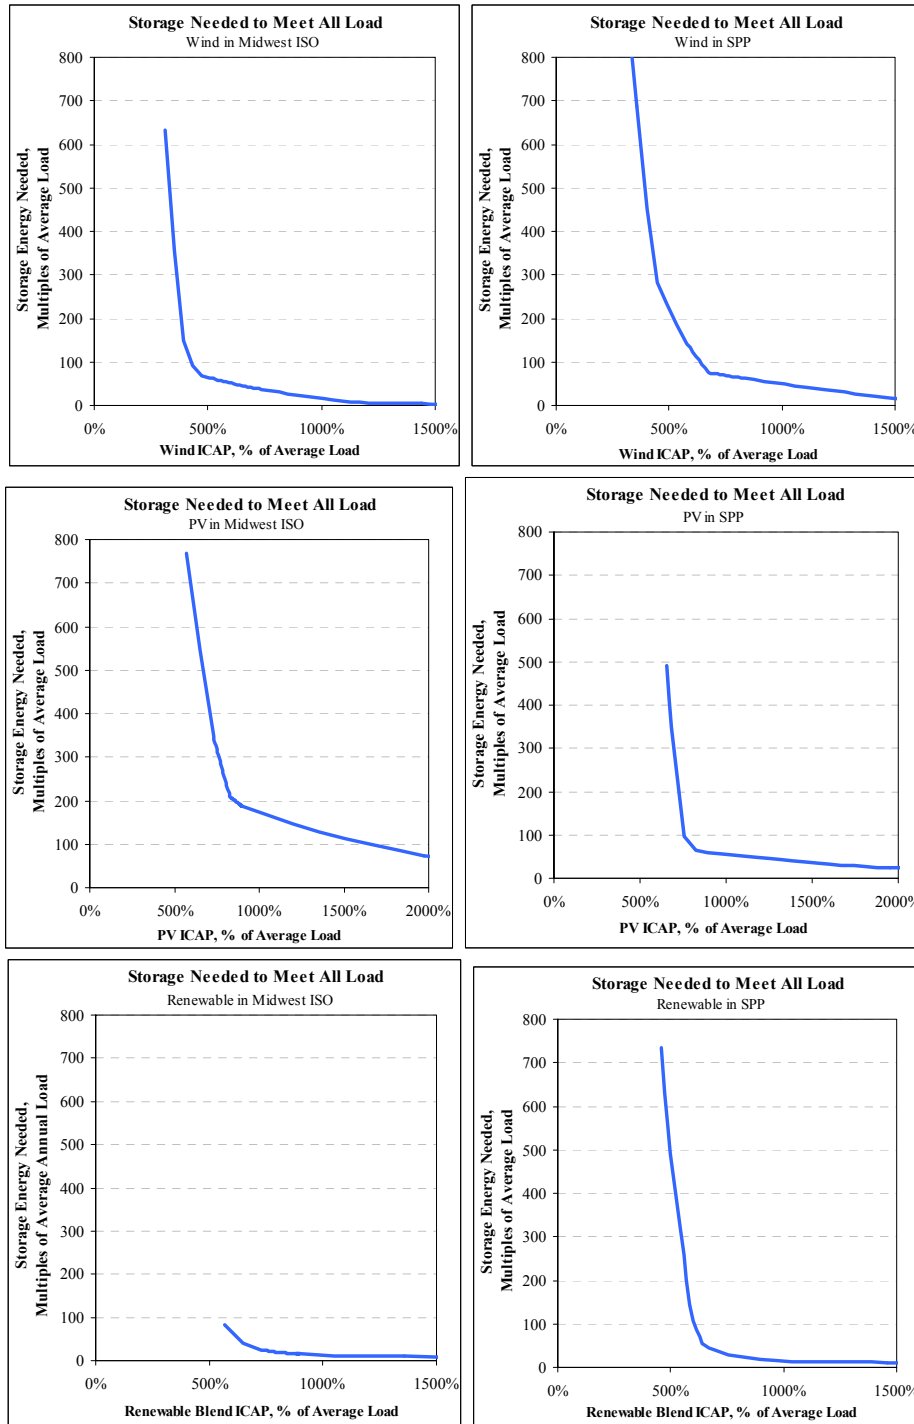 Storage Needed to Meet All Load
Wind in Midwest ISO
Storage Energy Needed,
Multiples of Average Load
800
700
600
500
400
300
200
100
0
0% 500% 1000% 1500%
Wind ICAP, % of Average Load
Storage Needed to Meet All Load
Wind in SPP
Storage Energy Needed,
Multiples of Average Load
800
700
600
500
400
300
200
100
0
0% 500% 1000% 1500%
Wind ICAP, % of Average Load
Storage Needed to Meet All Load
PV in Midwest ISO
Storage Energy Needed,
Multiples of Average Load
800
700
600
500
400
300
200
100
0
0% 500% 1000% 1500% 2000%
PV ICAP, % of Average Load
Storage Needed to Meet All Load
PV in SPP
Storage Energy Needed,
Multiples of Average Load
800
700
600
500
400
300
200
100
0
0% 500% 1000% 1500% 2000%
PV ICAP, % of Average Load
Storage Needed to Meet All Load
Renewable in Midwest ISO
Storage Energy Needed,
Multiples of Average Annual Load
800
700
600
500
400
300
200
100
0
0% 500% 1000% 1500%
Renewable Blend ICAP, % of Average Load
Storage Needed to Meet All Load
Renewable in SPP
Storage Energy Needed,
Multiples of Average Load
800
700
600
500
400
300
200
100
0
0% 500% 1000% 1500%
Renewable Blend ICAP, % of Average Load